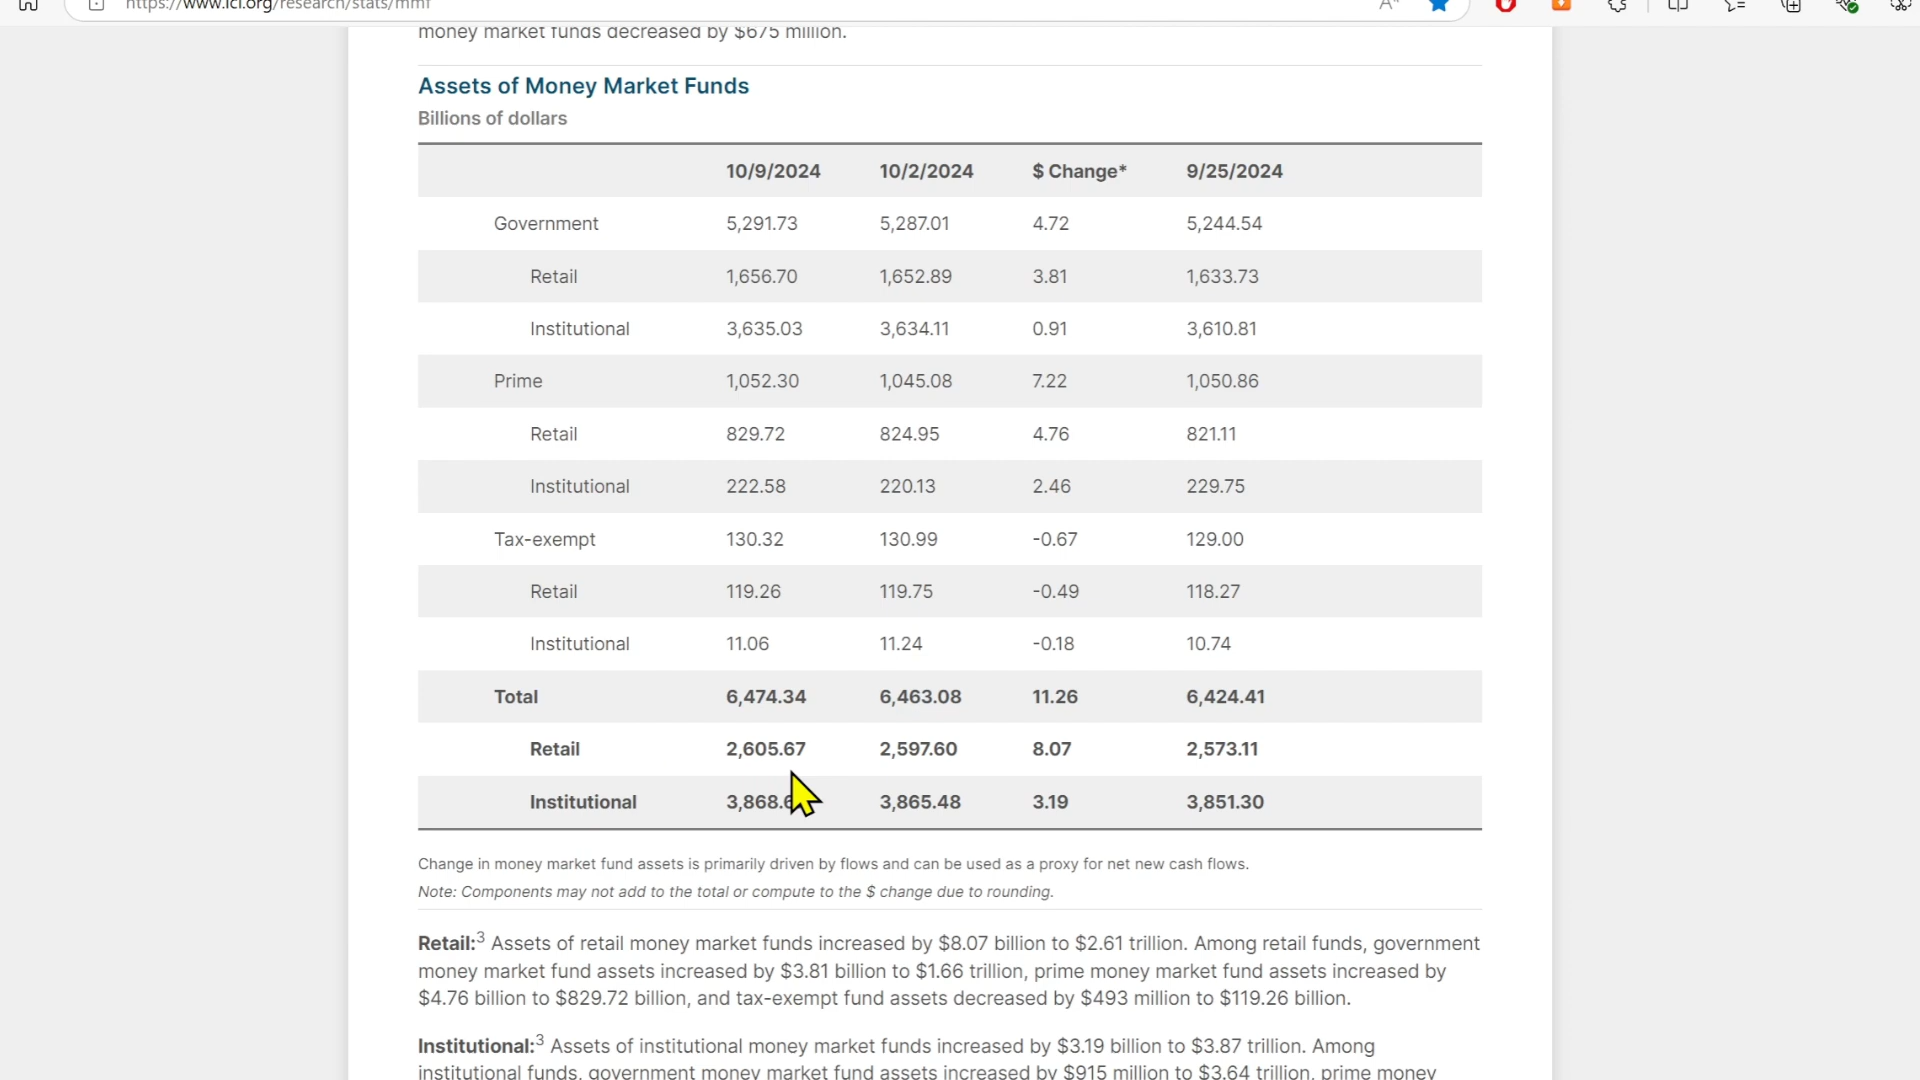 https://www.ici.org/research/stats/mmf
money market funds decreased by $675 million.
Assets of Money Market Funds
Billions of dollars
10/9/2024 10/2/2024 $ Change* 9/25/2024
Government 5,291.73 5,287.01 4.72 5,244.54
Retail 1,656.70 1,652.89 3.81 1,633.73
Institutional 3,635.03 3,634.11 0.91 3,610.81
Prime 1,052.30 1,045.08 7.22 1,050.86
Retail 829.72 824.95 4.76 821.11
Institutional 222.58 220.13 2.46 229.75
Tax-exempt 130.32 130.99 -0.67 129.00
Retail 119.26 119.75 -0.49 118.27
Institutional 11.06 11.24 -0.18 10.74
Total 6,474.34 6,463.08 11.26 6,424.41
Retail 2,605.67 2,597.60 8.07 2,573.11
Institutional 3,865.48 3.19 3,851.30
Change in money market fund assets is primarily driven by flows and can be used as a proxy for net new cash flows.
Note: Components may not add to the total or compute to the $ change due to rounding.
Retail:3 Assets of retail money market funds increased by $8.07 billion to $2.61 trillion. Among retail funds, government
money market fund assets increased by $3.81 billion to $1.66 trillion, prime money market fund assets increased by
$4.76 billion to $829.72 billion, and tax-exempt fund assets decreased by $493 million to $119.26 billion.
Institutional:3 Assets of institutional money market funds increased by $3.19 billion to $3.87 trillion. Among
institutional funds, government money market fund assets increased by $915 million to $3.64 trillion, prime money